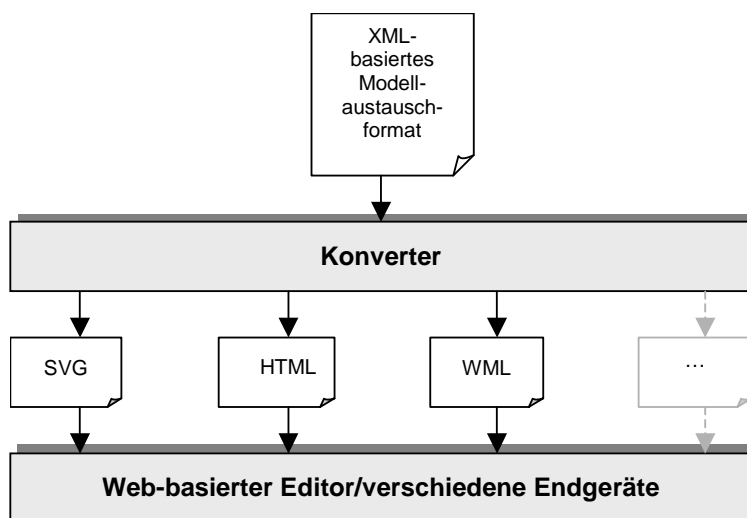 XML-
basiertes
Modell-
austausch-
format
Konverter
SVG
HTML
WML
...
Web-basierter Editor/verschiedene Endgeräte